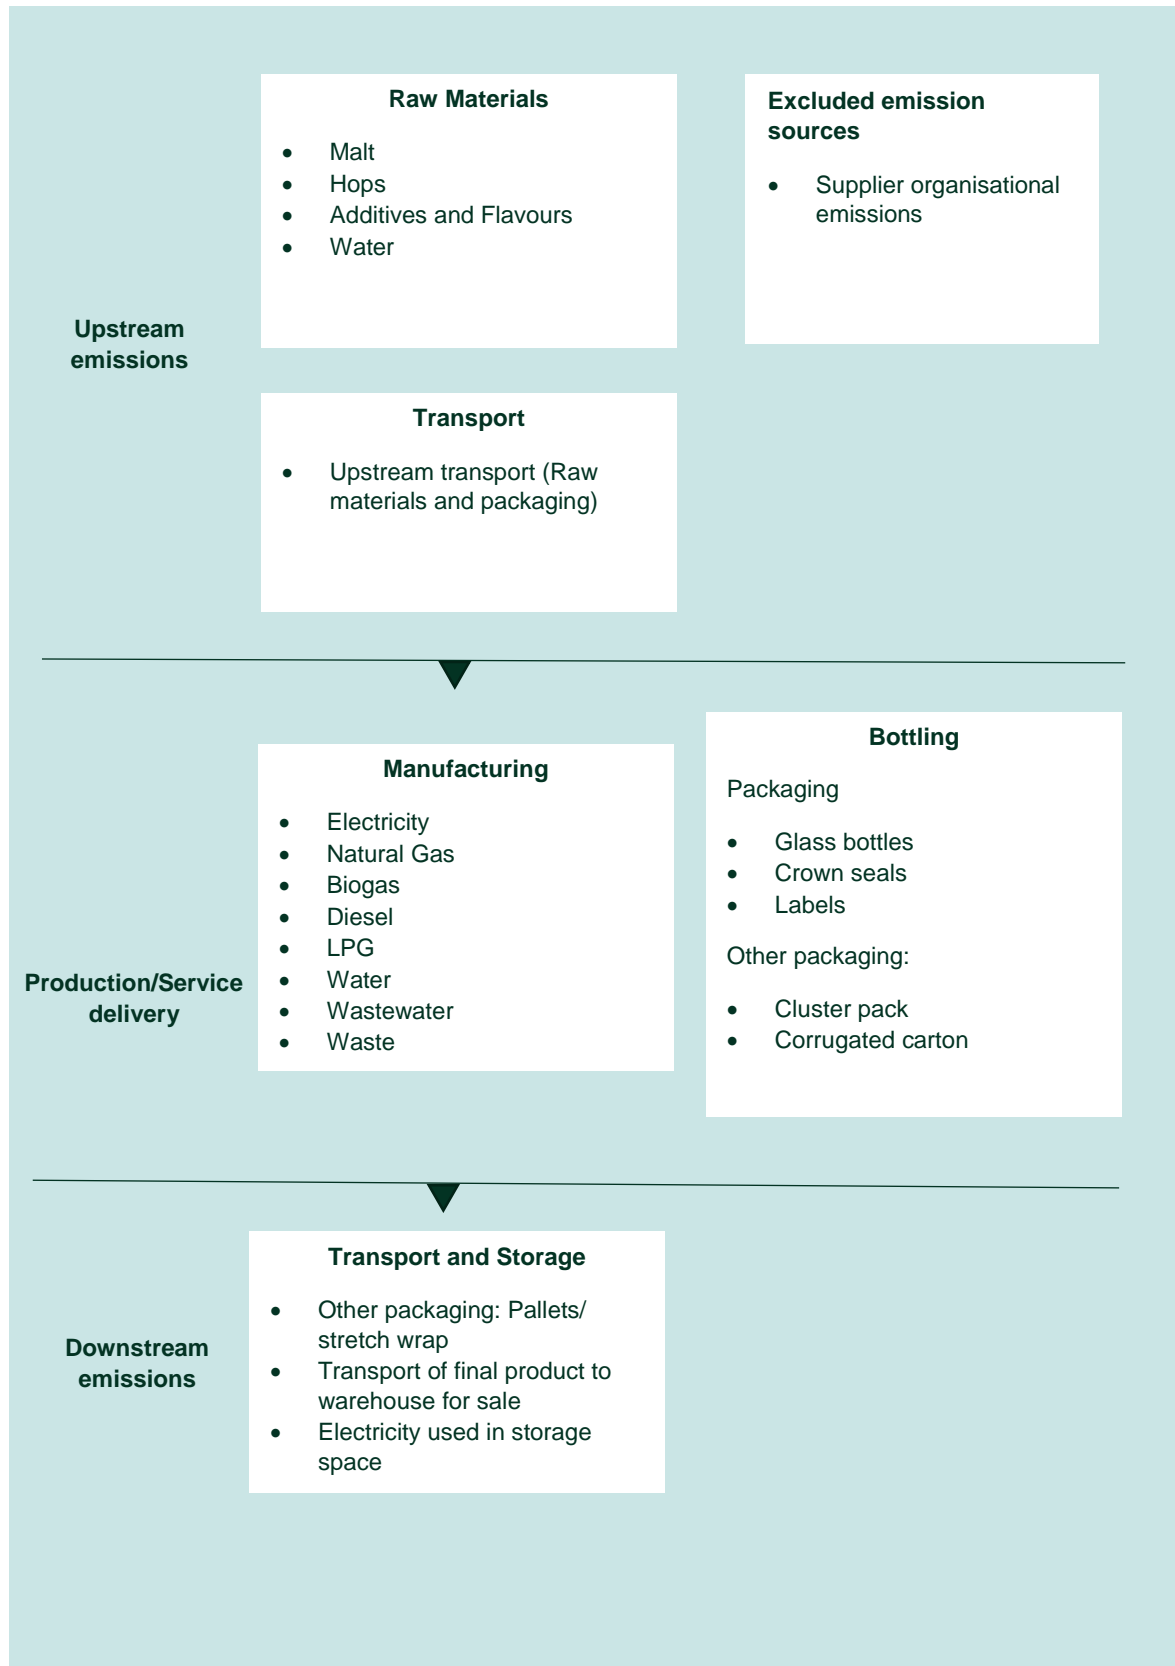 Raw Materials
• Malt
• Hops
• Additives and Flavours
• Water
Excluded emission
sources
• Supplier organisational
emissions
Upstream
emissions
Transport
• Upstream transport (Raw
materials and packaging)
Manufacturing
• Electricity
• Natural Gas
• Biogas
• Diesel
• LPG
• Water
• Wastewater
• Waste
Bottling
Packaging
• Glass bottles
• Crown seals
• Labels
Other packaging:
• Cluster pack
• Corrugated carton
Production/Service
delivery
Transport and Storage
• Other packaging: Pallets/
stretch wrap
• Transport of final product to
warehouse for sale
• Electricity used in storage
space
Downstream
emissions